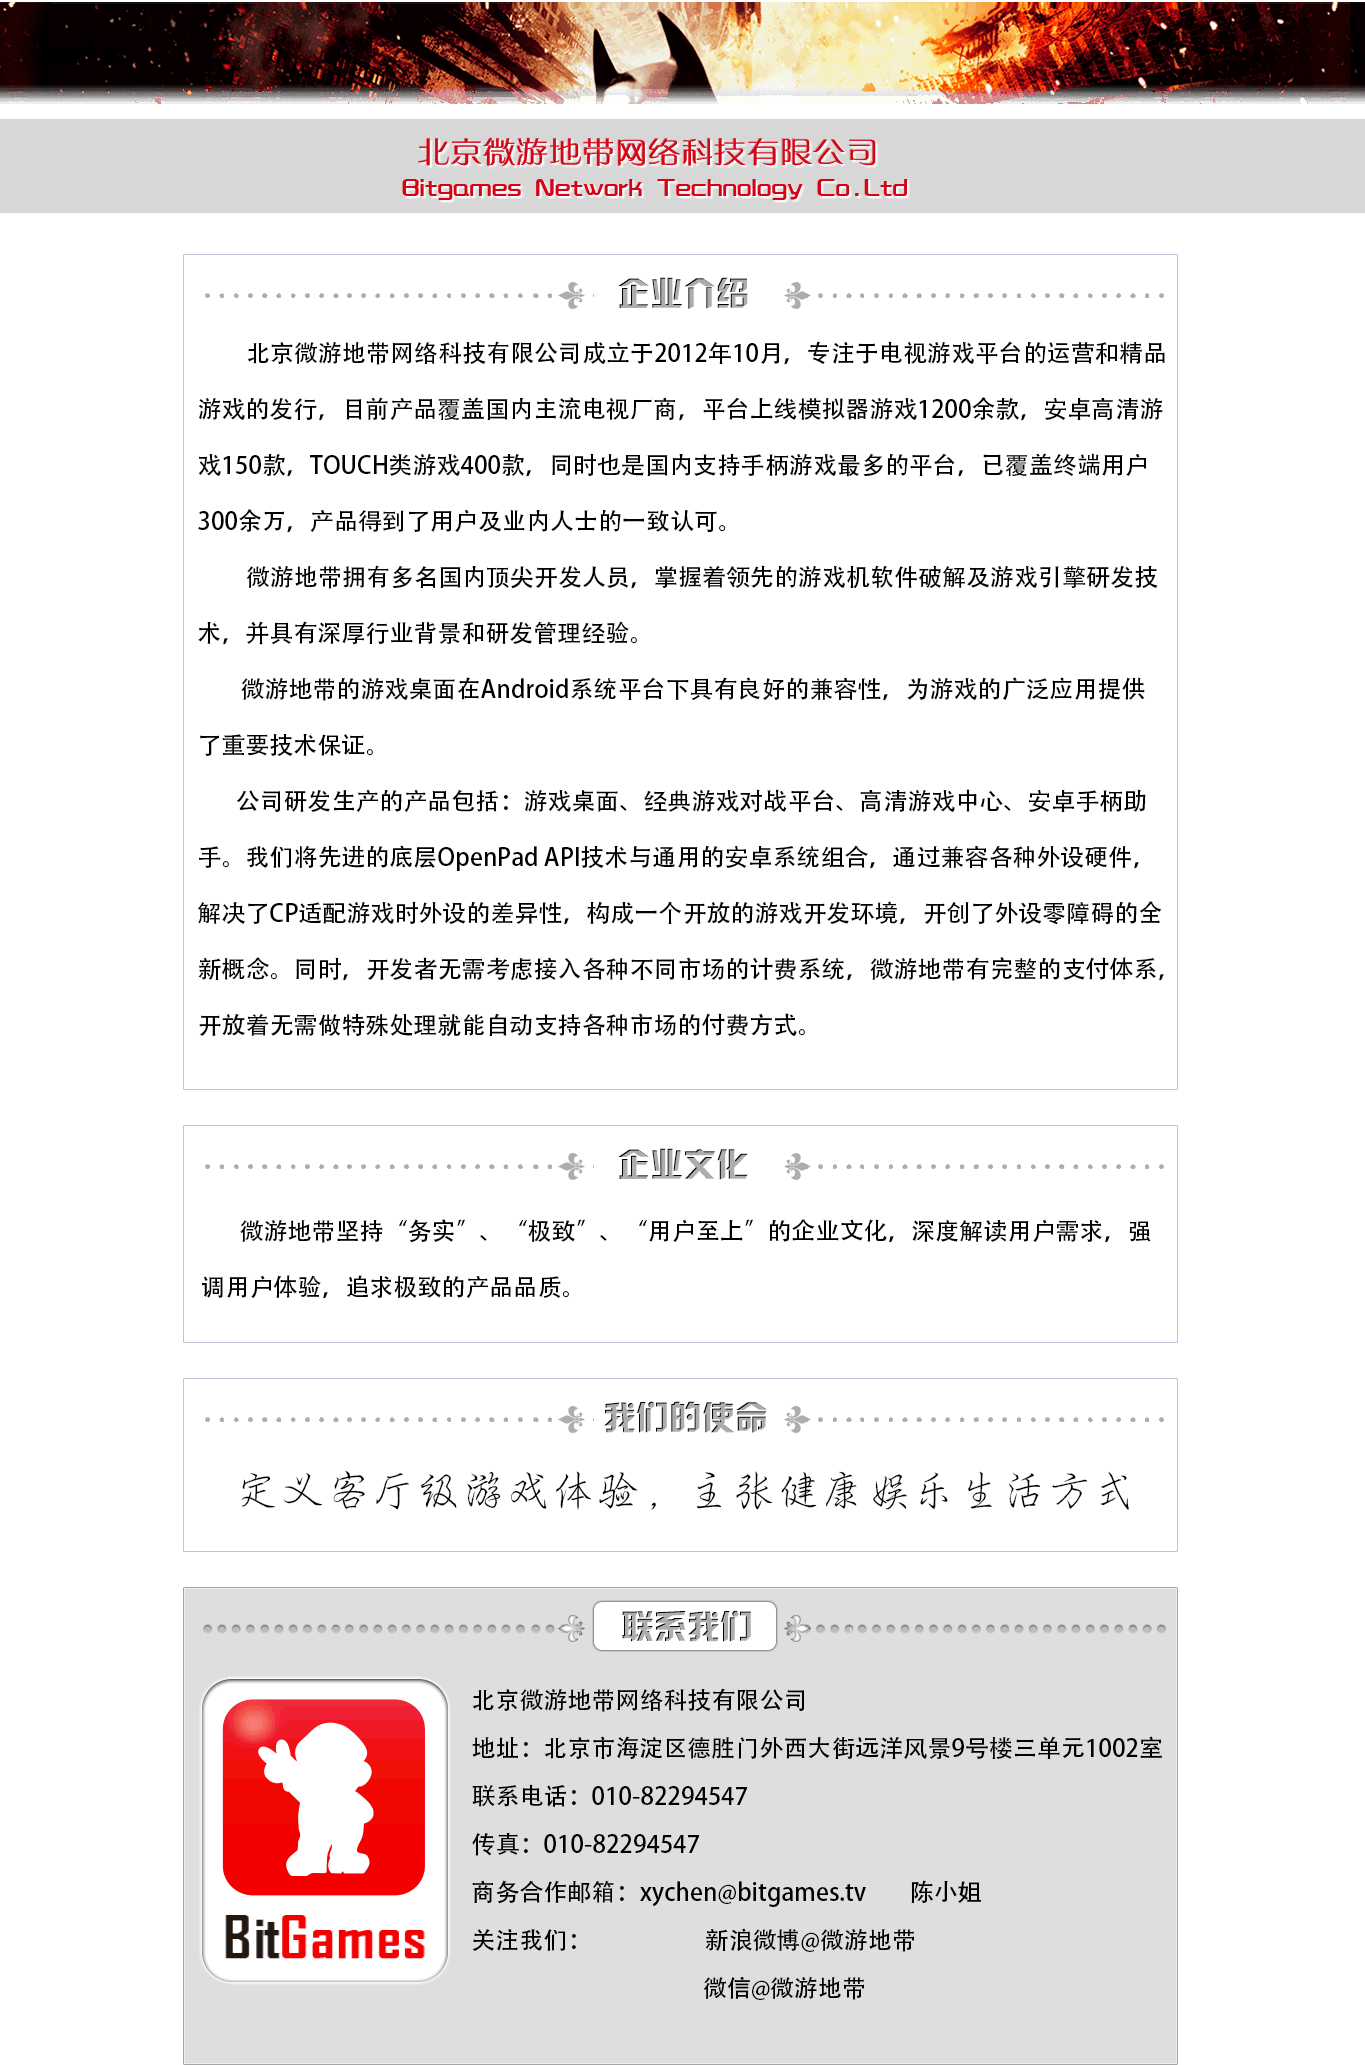 北京微游地带网络科技有限公司
Bitgames Network Technology Co.Ltd
企业介绍
北京微游地带网络科技有限公司成立于2012年10月，专注于电视游戏平台的运营和精品
游戏的发行，目前产品覆盖国内主流电视厂商，平台上线模拟器游戏1200余款，安卓高清游
戏150款，TOUCH类游戏400款，同时也是国内支持手柄游戏最多的平台，已覆盖终端用户
300余万，产品得到了用户及业内人士的一致认可。
微游地带拥有多名国内顶尖开发人员，掌握着领先的游戏机软件破解及游戏引擎研发技
术，并具有深厚行业背景和研发管理经验。
微游地带的游戏桌面在Android系统平台下具有良好的兼容性，为游戏的广泛应用提供
了重要技术保证。
公司研发生产的产品包括：游戏桌面、经典游戏对战平台、高清游戏中心、安卓手柄助
手。我们将先进的底层OpenPad API技术与通用的安卓系统组合，通过兼容各种外设硬件，
解决了CP适配游戏时外设的差异性，构成一个开放的游戏开发环境，开创了外设零障碍的全
新概念。同时，开发者无需考虑接入各种不同市场的计费系统，微游地带有完整的支付体系，
开放着无需做特殊处理就能自动支持各种市场的付费方式。
企业文化
微游地带坚持“务实”、“极致”、“用户至上”的企业文化，深度解读用户需求，强
调用户体验，追求极致的产品品质。
我们的使命
定义客厅级游戏体验，主张健康娱乐生活方式
联系我们
北京微游地带网络科技有限公司
地址：北京市海淀区德胜门外西大街远洋风景9号楼三单元1002室
联系电话：010-82294547
传真：010-82294547
商务合作邮箱：xychen@bitgames.tv 陈小姐
关注我们： 新浪微博@微游地带
微信@微游地带
BitGames